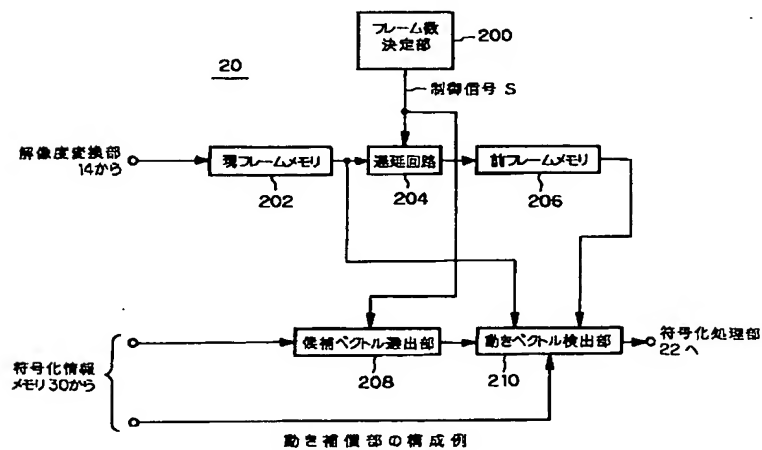 フレーム数
決定部
200
20
制御信号 S
解像度変換部
14から
現フレームメモリ
202
遅延回路
204
前フレームメモリ
206
符号化情報
メモリ30から
候補ベクトル選出部
208
動きベクトル検出部
210
符号化処理部
22へ
動き補償部の構成例